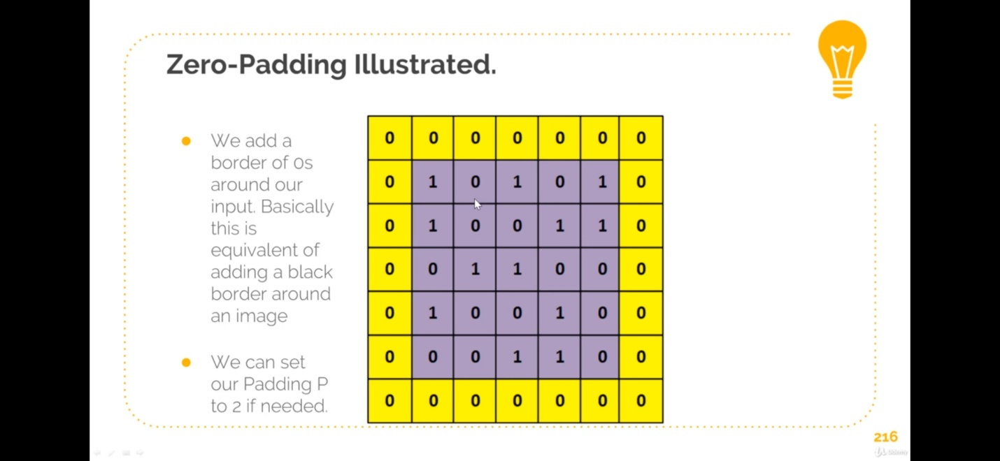 Zero-Padding Illustrated.
We add a
border of 0s
around our
input. Basically
this is
equivalent of
adding a black
border around
an image
We can set
our Padding P
to 2 if needed.
0 0 0 0 0 0 0
0 1 0 1 0 1 0
0 1 0 0 1 1 0
0 0 1 1 0 0 0
0 1 0 0 1 0 0
0 0 0 1 1 0 0
0 0 0 0 0 0 0
216
Udemy